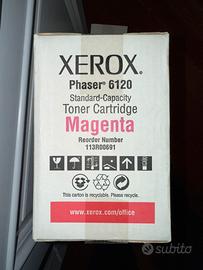 XEROX.
Phaser® 6120
Standard-Capacity
Toner Cartridge
Magenta
Reorder Number
113R00691
This carton is recyclable. Please recycle.
www.xerox.com/office
subito